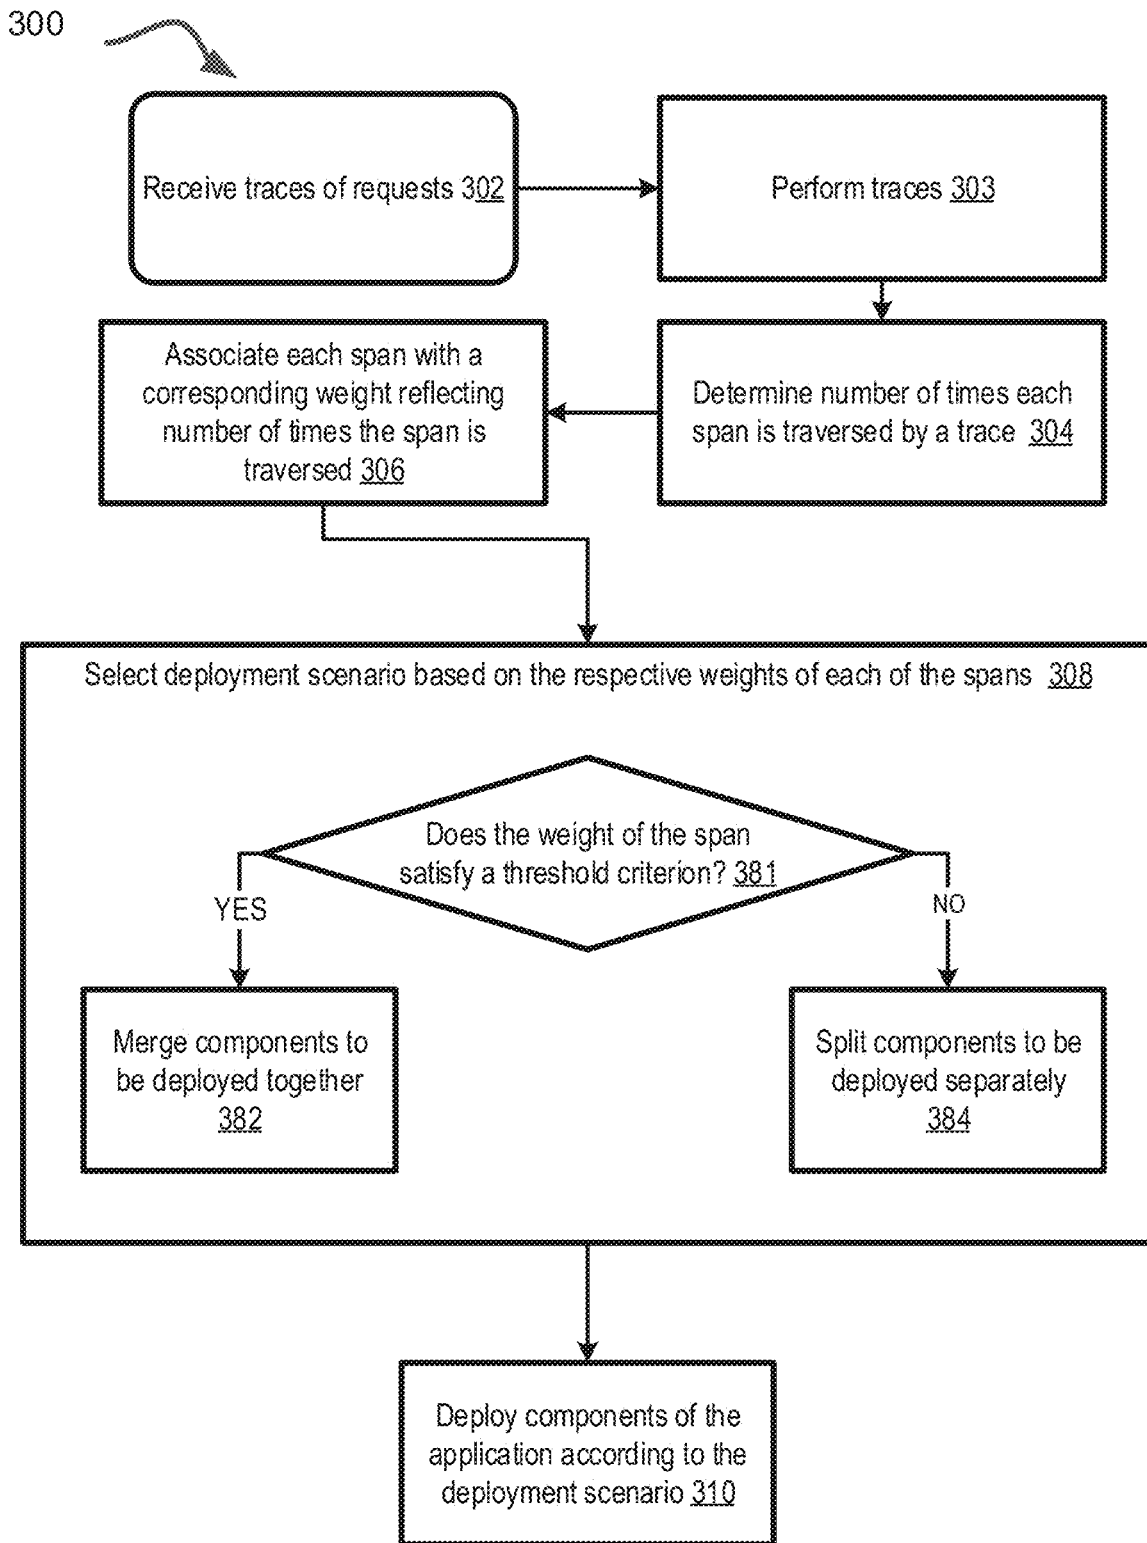 300
Receive traces of requests 302
Perform traces 303
Determine number of times each
span is traversed by a trace 304
Associate each span with a
corresponding weight reflecting
number of times the span is
traversed 306
Select deployment scenario based on the respective weights of each of the spans 308
Does the weight of the span
satisfy a threshold criterion? 381
YES
NO
Merge components to
be deployed together
382
Split components to be
deployed separately
384
Deploy components of the
application according to the
deployment scenario 310